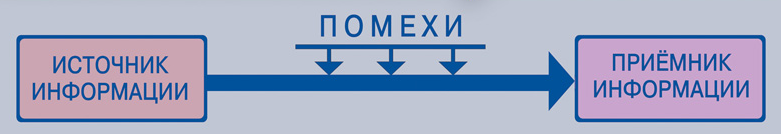 ПОМЕХИ
ИСТОЧНИК
ИНФОРМАЦИИ
ПРИЁМНИК
ИНФОРМАЦИИ